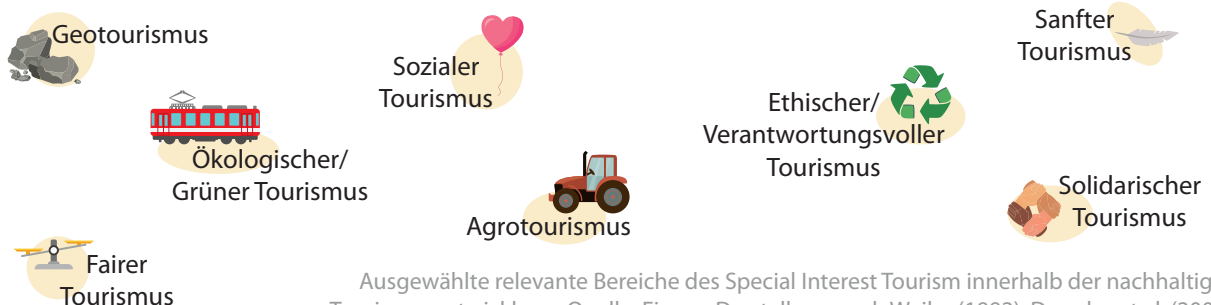 Geotourismus
Sozialer
Tourismus
Sanfter
Tourismus
Ethischer/
Verantwortungsvoller
Tourismus
Ökologischer/
Grüner Tourismus
Agrotourismus
Solidarischer
Tourismus
Fairer
Tourismus
Ausgewählte relevante Bereiche des Special Interest Tourism innerhalb der nachhaltig